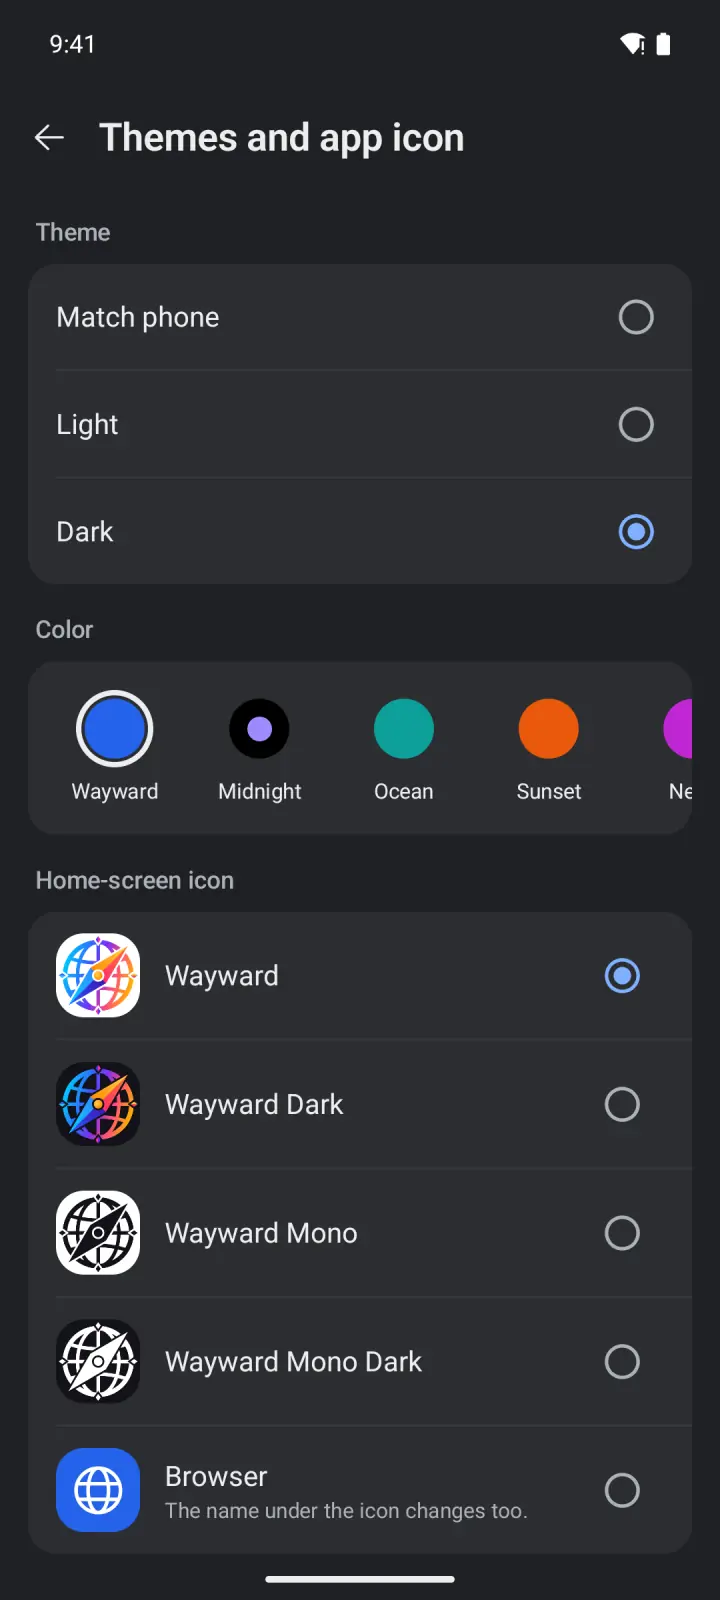 9:41
Themes and app icon
Theme
Match phone
Light
Dark
Color
Wayward
Midnight
Ocean
Sunset
Ne
Home-screen icon
Wayward
Wayward Dark
Wayward Mono
Wayward Mono Dark
Browser
The name under the icon changes too.